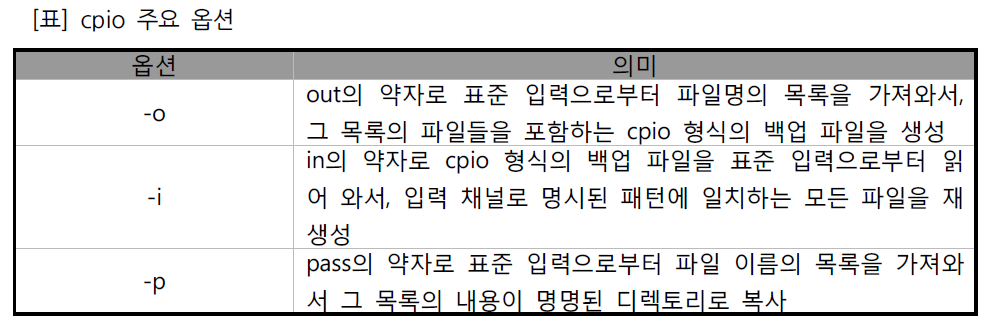 [표] cpio 주요 옵션
옵션 의미
-o
out의 약자로 표준 입력으로부터 파일명의 목록을 가져와서,
그 목록의 파일들을 포함하는 cpio 형식의 백업 파일을 생성
-i
in의 약자로 cpio 형식의 백업 파일을 표준 입력으로부터 읽
어 와서, 입력 채널로 명시된 패턴에 일치하는 모든 파일을 재
생성
-p
pass의 약자로 표준 입력으로부터 파일 이름의 목록을 가져와
서 그 목록의 내용이 명명된 디렉토리로 복사